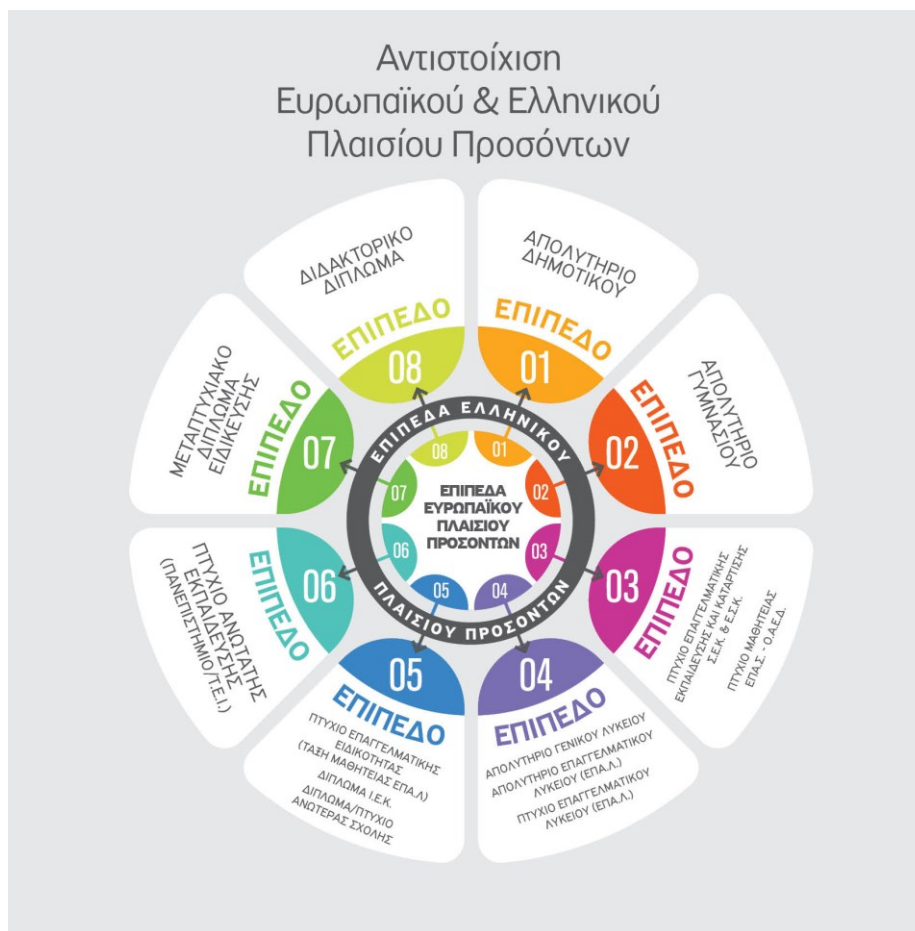 Αντιστοίχιση
Ευρωπαϊκού & Ελληνικού
Πλαισίου Προσόντων
ΑΠΟΛΥΤΗΡΙΟ
ΔΗΜΟΤΙΚΟΥ
ΕΠΙΠΕΔΟ
01
ΑΠΟΛΥΤΗΡΙΟ
ΓΥΜΝΑΣΙΟΥ
ΕΠΙΠΕΔΟ
02
ΕΠΙΠΕΔΟ
03
ΠΤΥΧΙΟ ΕΠΑΓΓΕΛΜΑΤΙΚΗΣ
ΕΚΠΑΙΔΕΥΣΗΣ ΚΑΙ ΚΑΤΑΡΤΙΣΗΣ
Σ.Ε.Κ. & Ε.Σ.Κ.
ΠΤΥΧΙΟ ΜΑΘΗΤΕΙΑΣ
ΕΠΑ.Σ. - Ο.Α.Ε.Δ.
04
ΕΠΙΠΕΔΟ
ΑΠΟΛΥΤΗΡΙΟ ΓΕΝΙΚΟΥ ΛΥΚΕΙΟΥ
ΑΠΟΛΥΤΗΡΙΟ ΕΠΑΓΓΕΛΜΑΤΙΚΟΥ
ΛΥΚΕΙΟΥ (ΕΠΑ.Λ.)
ΠΤΥΧΙΟ ΕΠΑΓΓΕΛΜΑΤΙΚΟΥ
ΛΥΚΕΙΟΥ (ΕΠΑ.Λ.)
05
ΕΠΙΠΕΔΟ
ΠΤΥΧΙΟ ΕΠΑΓΓΕΛΜΑΤΙΚΗΣ
ΕΙΔΙΚΟΤΗΤΑΣ
(ΤΑΞΗ ΜΑΘΗΤΕΙΑΣ ΕΠΑ.Λ)
ΔΙΠΛΩΜΑ Ι.Ε.Κ.
ΔΙΠΛΩΜΑ/ΠΤΥΧΙΟ
ΑΝΩΤΕΡΑΣ ΣΧΟΛΗΣ
06
ΕΠΙΠΕΔΟ
ΠΤΥΧΙΟ ΑΝΩΤΑΤΗΣ
ΕΚΠΑΙΔΕΥΣΗΣ
(ΠΑΝΕΠΙΣΤΗΜΙΟ/Τ.Ε.Ι.)
ΜΕΤΑΠΤΥΧΙΑΚΟ
ΔΙΠΛΩΜΑ
ΕΙΔΙΚΕΥΣΗΣ
ΕΠΙΠΕΔΟ
07
ΔΙΔΑΚΤΟΡΙΚΟ
ΔΙΠΛΩΜΑ
ΕΠΙΠΕΔΟ
08
ΕΠΙΠΕΔΑ ΕΛΛΗΝΙΚΟΥ
ΠΛΑΙΣΙΟΥ ΠΡΟΣΟΝΤΩΝ
01
02
03
04
05
06
07
08
ΕΠΙΠΕΔΑ
ΕΥΡΩΠΑΪΚΟΥ
ΠΛΑΙΣΙΟΥ
ΠΡΟΣΟΝΤΩΝ